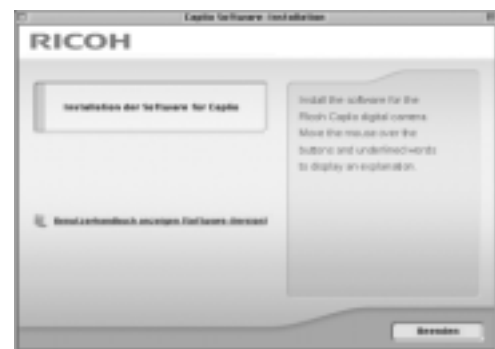 Caplio Software-Installation
RICOH
Installation der Software für Caplio
Install the software for the
Ricoh Caplio digital camera.
Move the mouse over the
buttons and underlined words
to display an explanation.
Benutzerhandbuch anzeigen (Software-Version)
Beenden